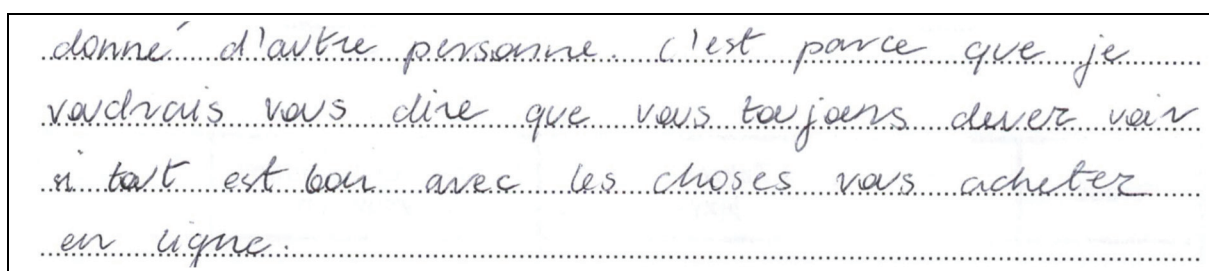 donné d'autre personne. C'est parce que je
voudrais vous dire que vous toujours dever voir
si tout est bon avec les choses vous acheter
en ligne.